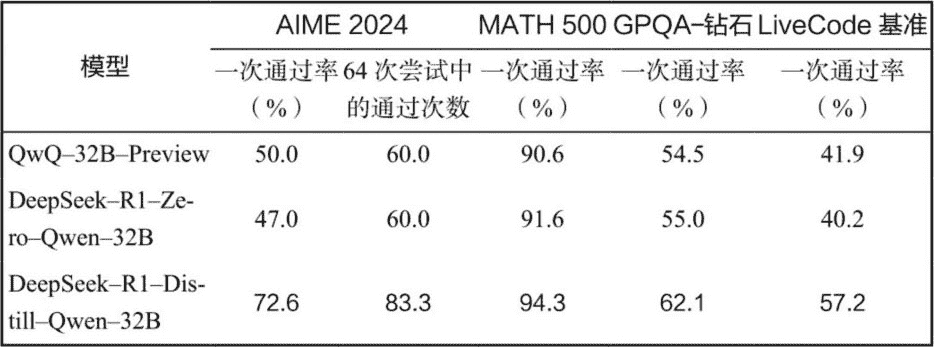 模型 AIME 2024 MATH 500 GPQA–钻石 LiveCode 基准
一次通过率 64 次尝试中 一次通过率 一次通过率 一次通过率
（%） 的通过次数 （%） （%） （%）
QwQ–32B–Preview 50.0 60.0 90.6 54.5 41.9
DeepSeek–R1–Ze-
ro–Qwen–32B 47.0 60.0 91.6 55.0 40.2
DeepSeek–R1–Dis-
till–Qwen–32B 72.6 83.3 94.3 62.1 57.2